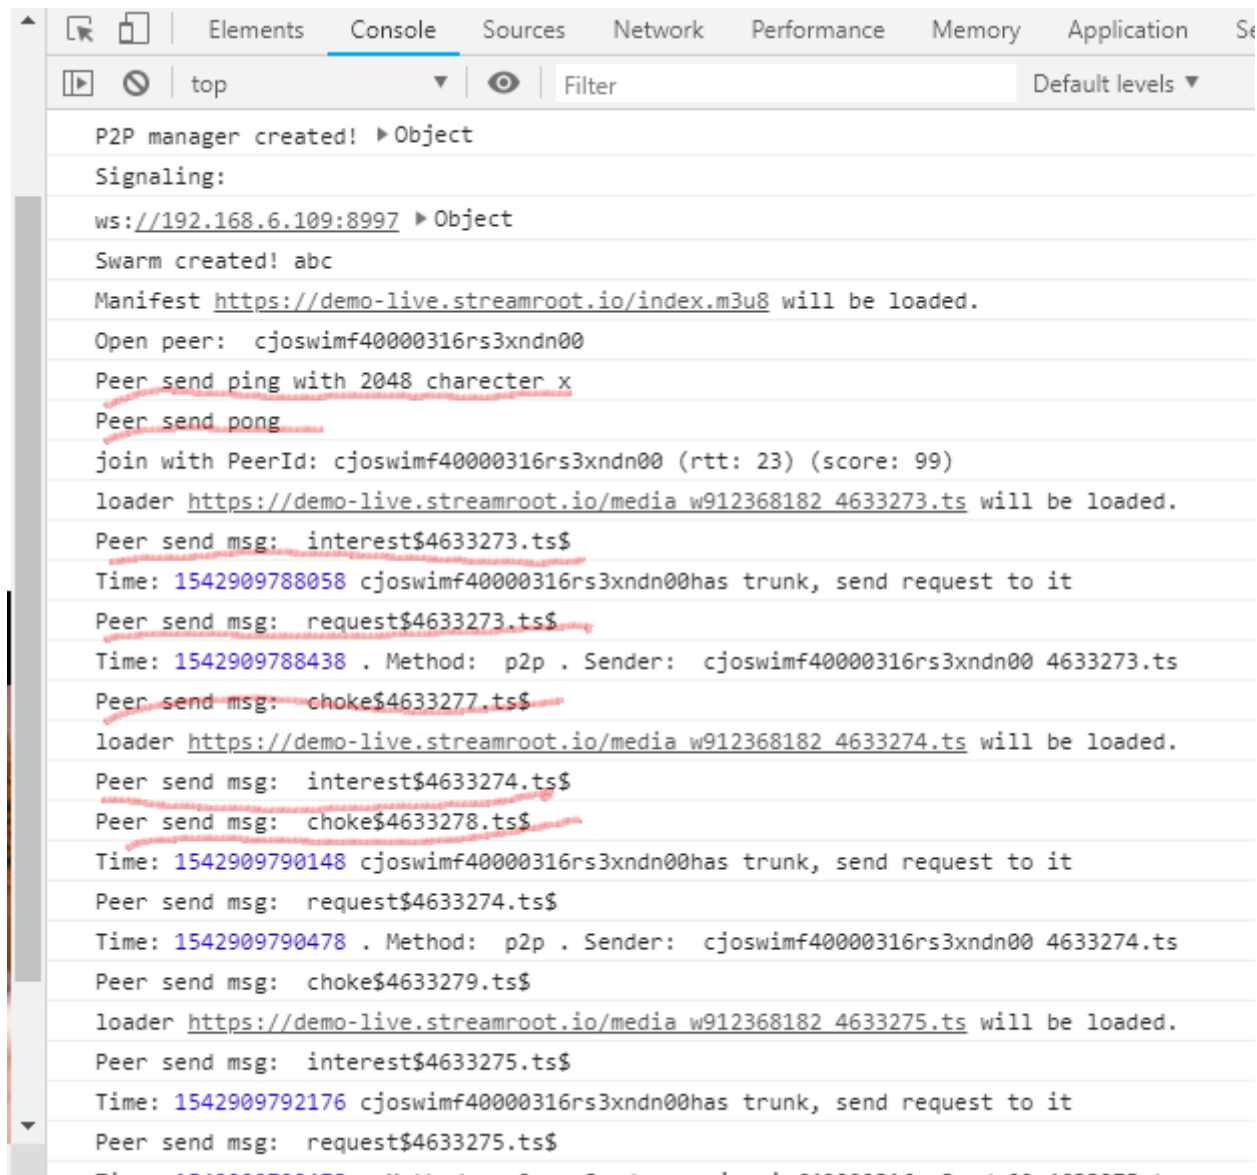 Elements Console Sources Network Performance Memory Application Se
top Filter Default levels
P2P manager created! Object
Signaling:
ws://192.168.6.109:8997 Object
Swarm created! abc
Manifest https://demo-live.streamroot.io/index.m3u8 will be loaded.
Open peer: cjoswimf40000316rs3xndn00
Peer send ping with 2048 charecter x
Peer send pong
join with PeerId: cjoswimf40000316rs3xndn00 (rtt: 23) (score: 99)
loader https://demo-live.streamroot.io/media_w912368182_4633273.ts will be loaded.
Peer send msg: interest$4633273.ts$
Time: 1542909788058 cjoswimf40000316rs3xndn00has trunk, send request to it
Peer send msg: request$4633273.ts$
Time: 1542909788438 . Method: p2p . Sender: cjoswimf40000316rs3xndn00 4633273.ts
Peer send msg: choke$4633277.ts$
loader https://demo-live.streamroot.io/media_w912368182_4633274.ts will be loaded.
Peer send msg: interest$4633274.ts$
Peer send msg: choke$4633278.ts$
Time: 1542909790148 cjoswimf40000316rs3xndn00has trunk, send request to it
Peer send msg: request$4633274.ts$
Time: 1542909790478 . Method: p2p . Sender: cjoswimf40000316rs3xndn00 4633274.ts
Peer send msg: choke$4633279.ts$
loader https://demo-live.streamroot.io/media_w912368182_4633275.ts will be loaded.
Peer send msg: interest$4633275.ts$
Time: 1542909792176 cjoswimf40000316rs3xndn00has trunk, send request to it
Peer send msg: request$4633275.ts$